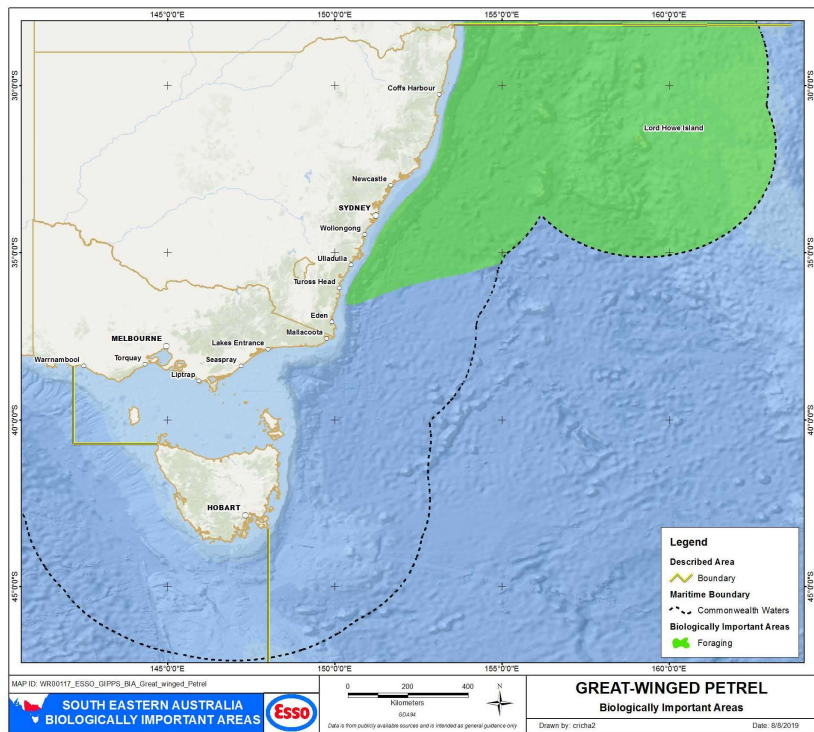 145°0'0"E
150°0'0"E
155°0'0"E
160°0'0"E
30°0'0"S
30°0'0"S
Coffs Harbour
Lord Howe Island
Newcastle
SYDNEY
Wollongong
35°0'0"S
35°0'0"S
Ulladulla
Tuross Head
Eden
Mallacoota
MELBOURNE
Lakes Entrance
Warrnambool
Torquay
Seaspray
Liptrap
40°0'0"S
40°0'0"S
HOBART
45°0'0"S
45°0'0"S
Legend
Described Area
Boundary
Maritime Boundary
Commonwealth Waters
Biologically Important Areas
Foraging
145°0'0"E
150°0'0"E
155°0'0"E
160°0'0"E
MAP ID: WR00117_ESSO_GIPPS_BIA_Great_winged_Petrel
SOUTH EASTERN AUSTRALIA
BIOLOGICALLY IMPORTANT AREAS
Esso
0 200 400
Kilometers
GDA94
N
Data is from publicly available sources and is intended as general guidance only
GREAT-WINGED PETREL
Biologically Important Areas
Drawn by: cricha2
Date: 8/8/2019